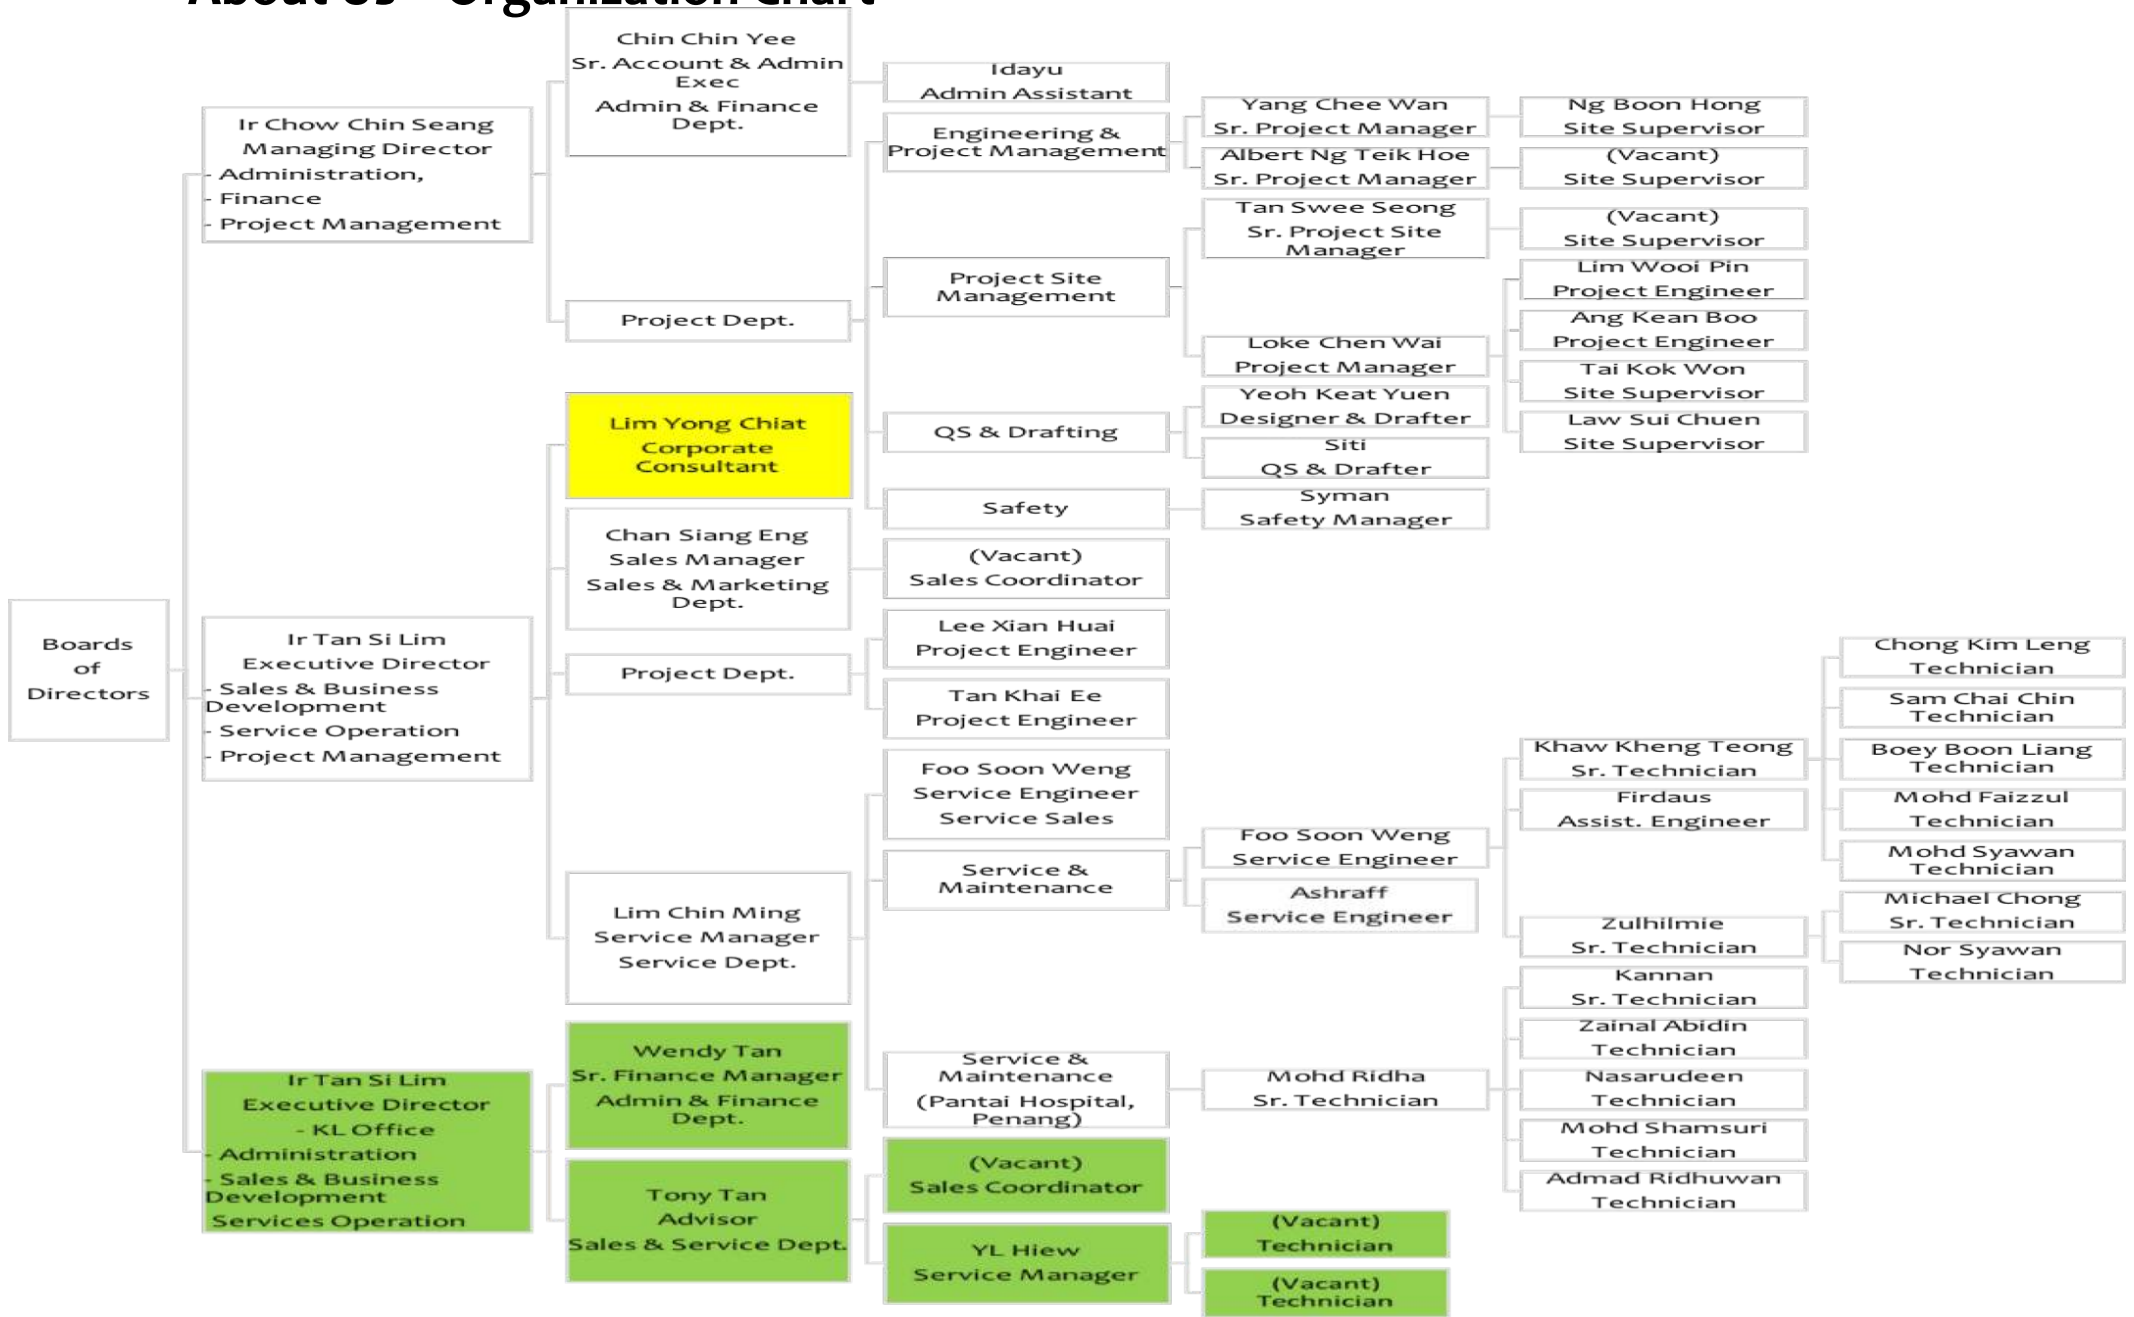 About Us – Organization Chart
Boards
of
Directors
Ir Chow Chin Seang
Managing Director
- Administration,
- Finance
- Project Management
Chin Chin Yee
Sr. Account & Admin
Exec
Admin & Finance
Dept.
Idayu
Admin Assistant
Project Dept.
Engineering &
Project Management
Yang Chee Wan
Sr. Project Manager
Ng Boon Hong
Site Supervisor
Albert Ng Teik Hoe
Sr. Project Manager
(Vacant)
Site Supervisor
Project Site
Management
Tan Swee Seong
Sr. Project Site
Manager
(Vacant)
Site Supervisor
Loke Chen Wai
Project Manager
Lim Wooi Pin
Project Engineer
Ang Kean Boo
Project Engineer
Tai Kok Won
Site Supervisor
Law Sui Chuen
Site Supervisor
QS & Drafting
Yeoh Keat Yuen
Designer & Drafter
Siti
QS & Drafter
Safety
Syman
Safety Manager
Ir Tan Si Lim
Executive Director
- Sales & Business
Development
- Service Operation
- Project Management
Lim Yong Chiat
Corporate
Consultant
Chan Siang Eng
Sales Manager
Sales & Marketing
Dept.
(Vacant)
Sales Coordinator
Project Dept.
Lee Xian Huai
Project Engineer
Tan Khai Ee
Project Engineer
Lim Chin Ming
Service Manager
Service Dept.
Foo Soon Weng
Service Engineer
Service Sales
Service &
Maintenance
Foo Soon Weng
Service Engineer
Ashraff
Service Engineer
Khaw Kheng Teong
Sr. Technician
Chong Kim Leng
Technician
Sam Chai Chin
Technician
Boey Boon Liang
Technician
Mohd Faizzul
Technician
Mohd Syawan
Technician
Firdaus
Assist. Engineer
Zulhilmie
Sr. Technician
Michael Chong
Sr. Technician
Nor Syawan
Technician
Service &
Maintenance
(Pantai Hospital,
Penang)
Mohd Ridha
Sr. Technician
Kannan
Sr. Technician
Zainal Abidin
Technician
Nasarudeen
Technician
Mohd Shamsuri
Technician
Admad Ridhuwan
Technician
Ir Tan Si Lim
Executive Director
- KL Office
- Administration
- Sales & Business
Development
Services Operation
Wendy Tan
Sr. Finance Manager
Admin & Finance
Dept.
Tony Tan
Advisor
Sales & Service Dept.
(Vacant)
Sales Coordinator
YL Hiew
Service Manager
(Vacant)
Technician
(Vacant)
Technician